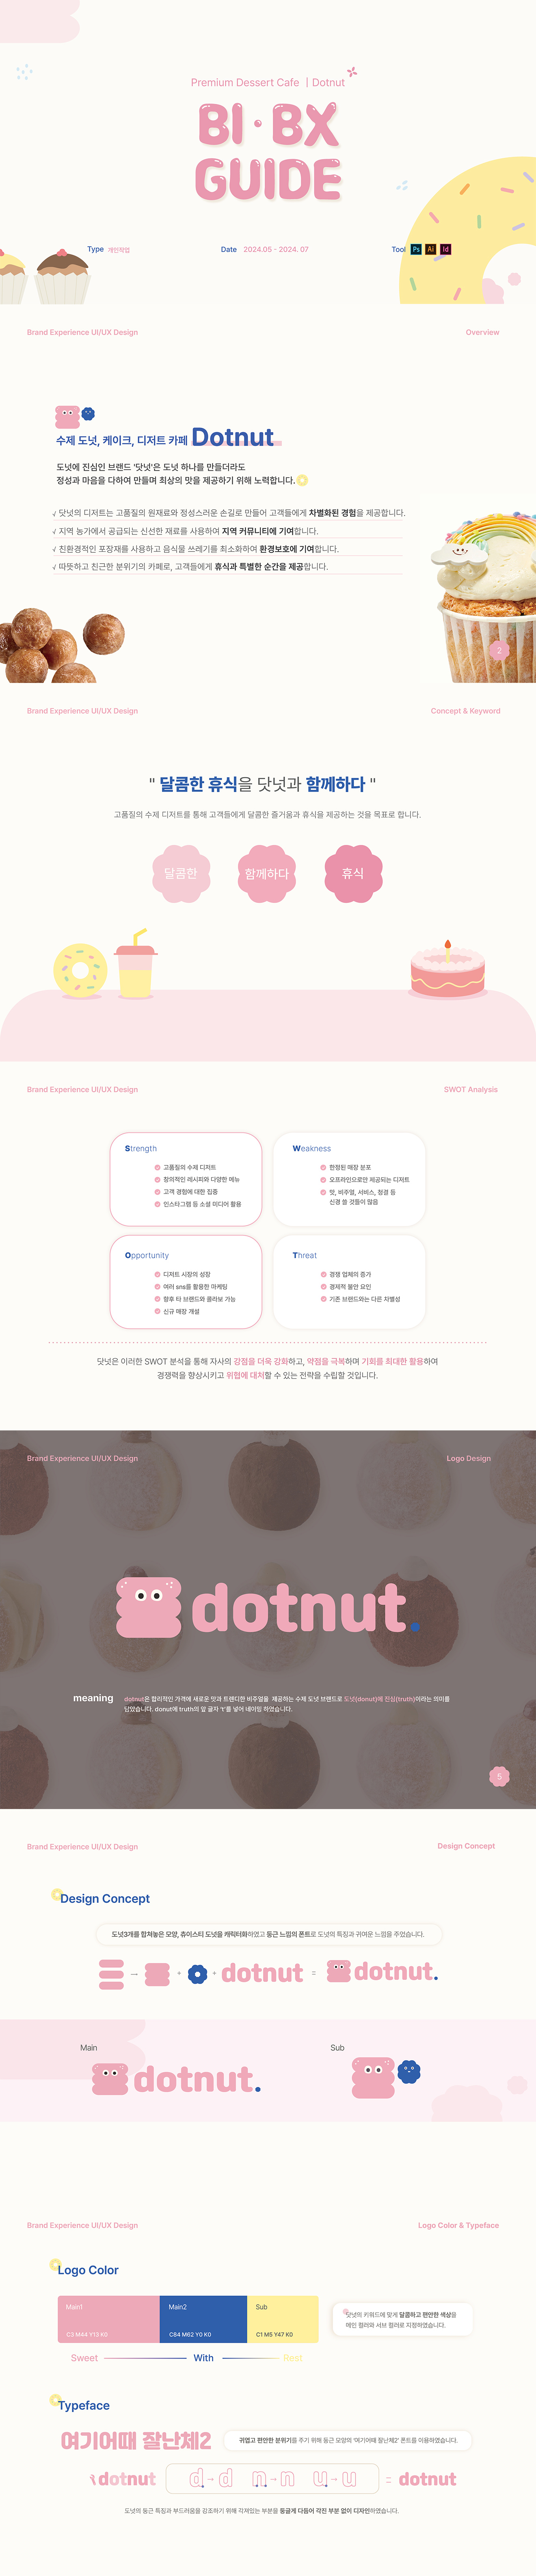 Premium Dessert Cafe | Dotnut
BI · BX
GUIDE
Type 개인작업
Date 2024.05 - 2024. 07
Tool Ps Ai Id
Brand Experience UI/UX Design
Overview
수제 도넛, 케이크, 디저트 카페 Dotnut
도넛에 진심인 브랜드 '닷넛'은 도넛 하나를 만들더라도
정성과 마음을 다하여 만들며 최상의 맛을 제공하기 위해 노력합니다.
√ 닷넛의 디저트는 고품질의 원재료와 정성스러운 손길로 만들어 고객들에게 차별화된 경험을 제공합니다.
√ 지역 농가에서 공급되는 신선한 재료를 사용하여 지역 커뮤니티에 기여합니다.
√ 친환경적인 포장재를 사용하고 음식물 쓰레기를 최소화하여 환경보호에 기여합니다.
√ 따뜻하고 친근한 분위기의 카페로, 고객들에게 휴식과 특별한 순간을 제공합니다.
2
Brand Experience UI/UX Design
Concept & Keyword
" 달콤한 휴식을 닷넛과 함께하다 "
고품질의 수제 디저트를 통해 고객들에게 달콤한 즐거움과 휴식을 제공하는 것을 목표로 합니다.
달콤한
함께하다
휴식
Brand Experience UI/UX Design
SWOT Analysis
Strength
고품질의 수제 디저트
창의적인 레시피와 다양한 메뉴
고객 경험에 대한 집중
인스타그램 등 소셜 미디어 활용
Weakness
한정된 매장 분포
오프라인으로만 제공되는 디저트
맛, 비주얼, 서비스, 청결 등
신경 쓸 것들이 많음
Opportunity
디저트 시장의 성장
여러 sns를 활용한 마케팅
향후 타 브랜드와 콜라보 가능
신규 매장 개설
Threat
경쟁 업체의 증가
경제적 불안 요인
기존 브랜드와는 다른 차별성
닷넛은 이러한 SWOT 분석을 통해 자사의 강점을 더욱 강화하고, 약점을 극복하며 기회를 최대한 활용하여
경쟁력을 향상시키고 위협에 대처할 수 있는 전략을 수립할 것입니다.
Brand Experience UI/UX Design
Logo Design
dotnut.
meaning
dotnut은 합리적인 가격에 새로운 맛과 트렌디한 비주얼을 제공하는 수제 도넛 브랜드로 도넛(donut)에 진심(truth)이라는 의미를
담았습니다. donut에 truth의 앞 글자 't'를 넣어 네이밍 하였습니다.
5
Brand Experience UI/UX Design
Design Concept
Design Concept
도넛3개를 합쳐놓은 모양, 츄이스티 도넛을 캐릭터화하였고 둥근 느낌의 폰트로 도넛의 특징과 귀여운 느낌을 주었습니다.
→ + + dotnut = dotnut.
Main
dotnut.
Sub
Brand Experience UI/UX Design
Logo Color & Typeface
Logo Color
Main1
C3 M44 Y13 K0
Main2
C84 M62 Y0 K0
Sub
C1 M5 Y47 K0
닷넛의 키워드에 맞게 달콤하고 편안한 색상을
메인 컬러와 서브 컬러로 지정하였습니다.
Sweet
With
Rest
Typeface
여기어때 잘난체2
귀엽고 편안한 분위기를 주기 위해 둥근 모양의 '여기어때 잘난체2' 폰트를 이용하였습니다.
dotnut
d → d n → n u → u
= dotnut
도넛의 둥근 특징과 부드러움을 강조하기 위해 각져있는 부분을 둥글게 다듬어 각진 부분 없이 디자인하였습니다.